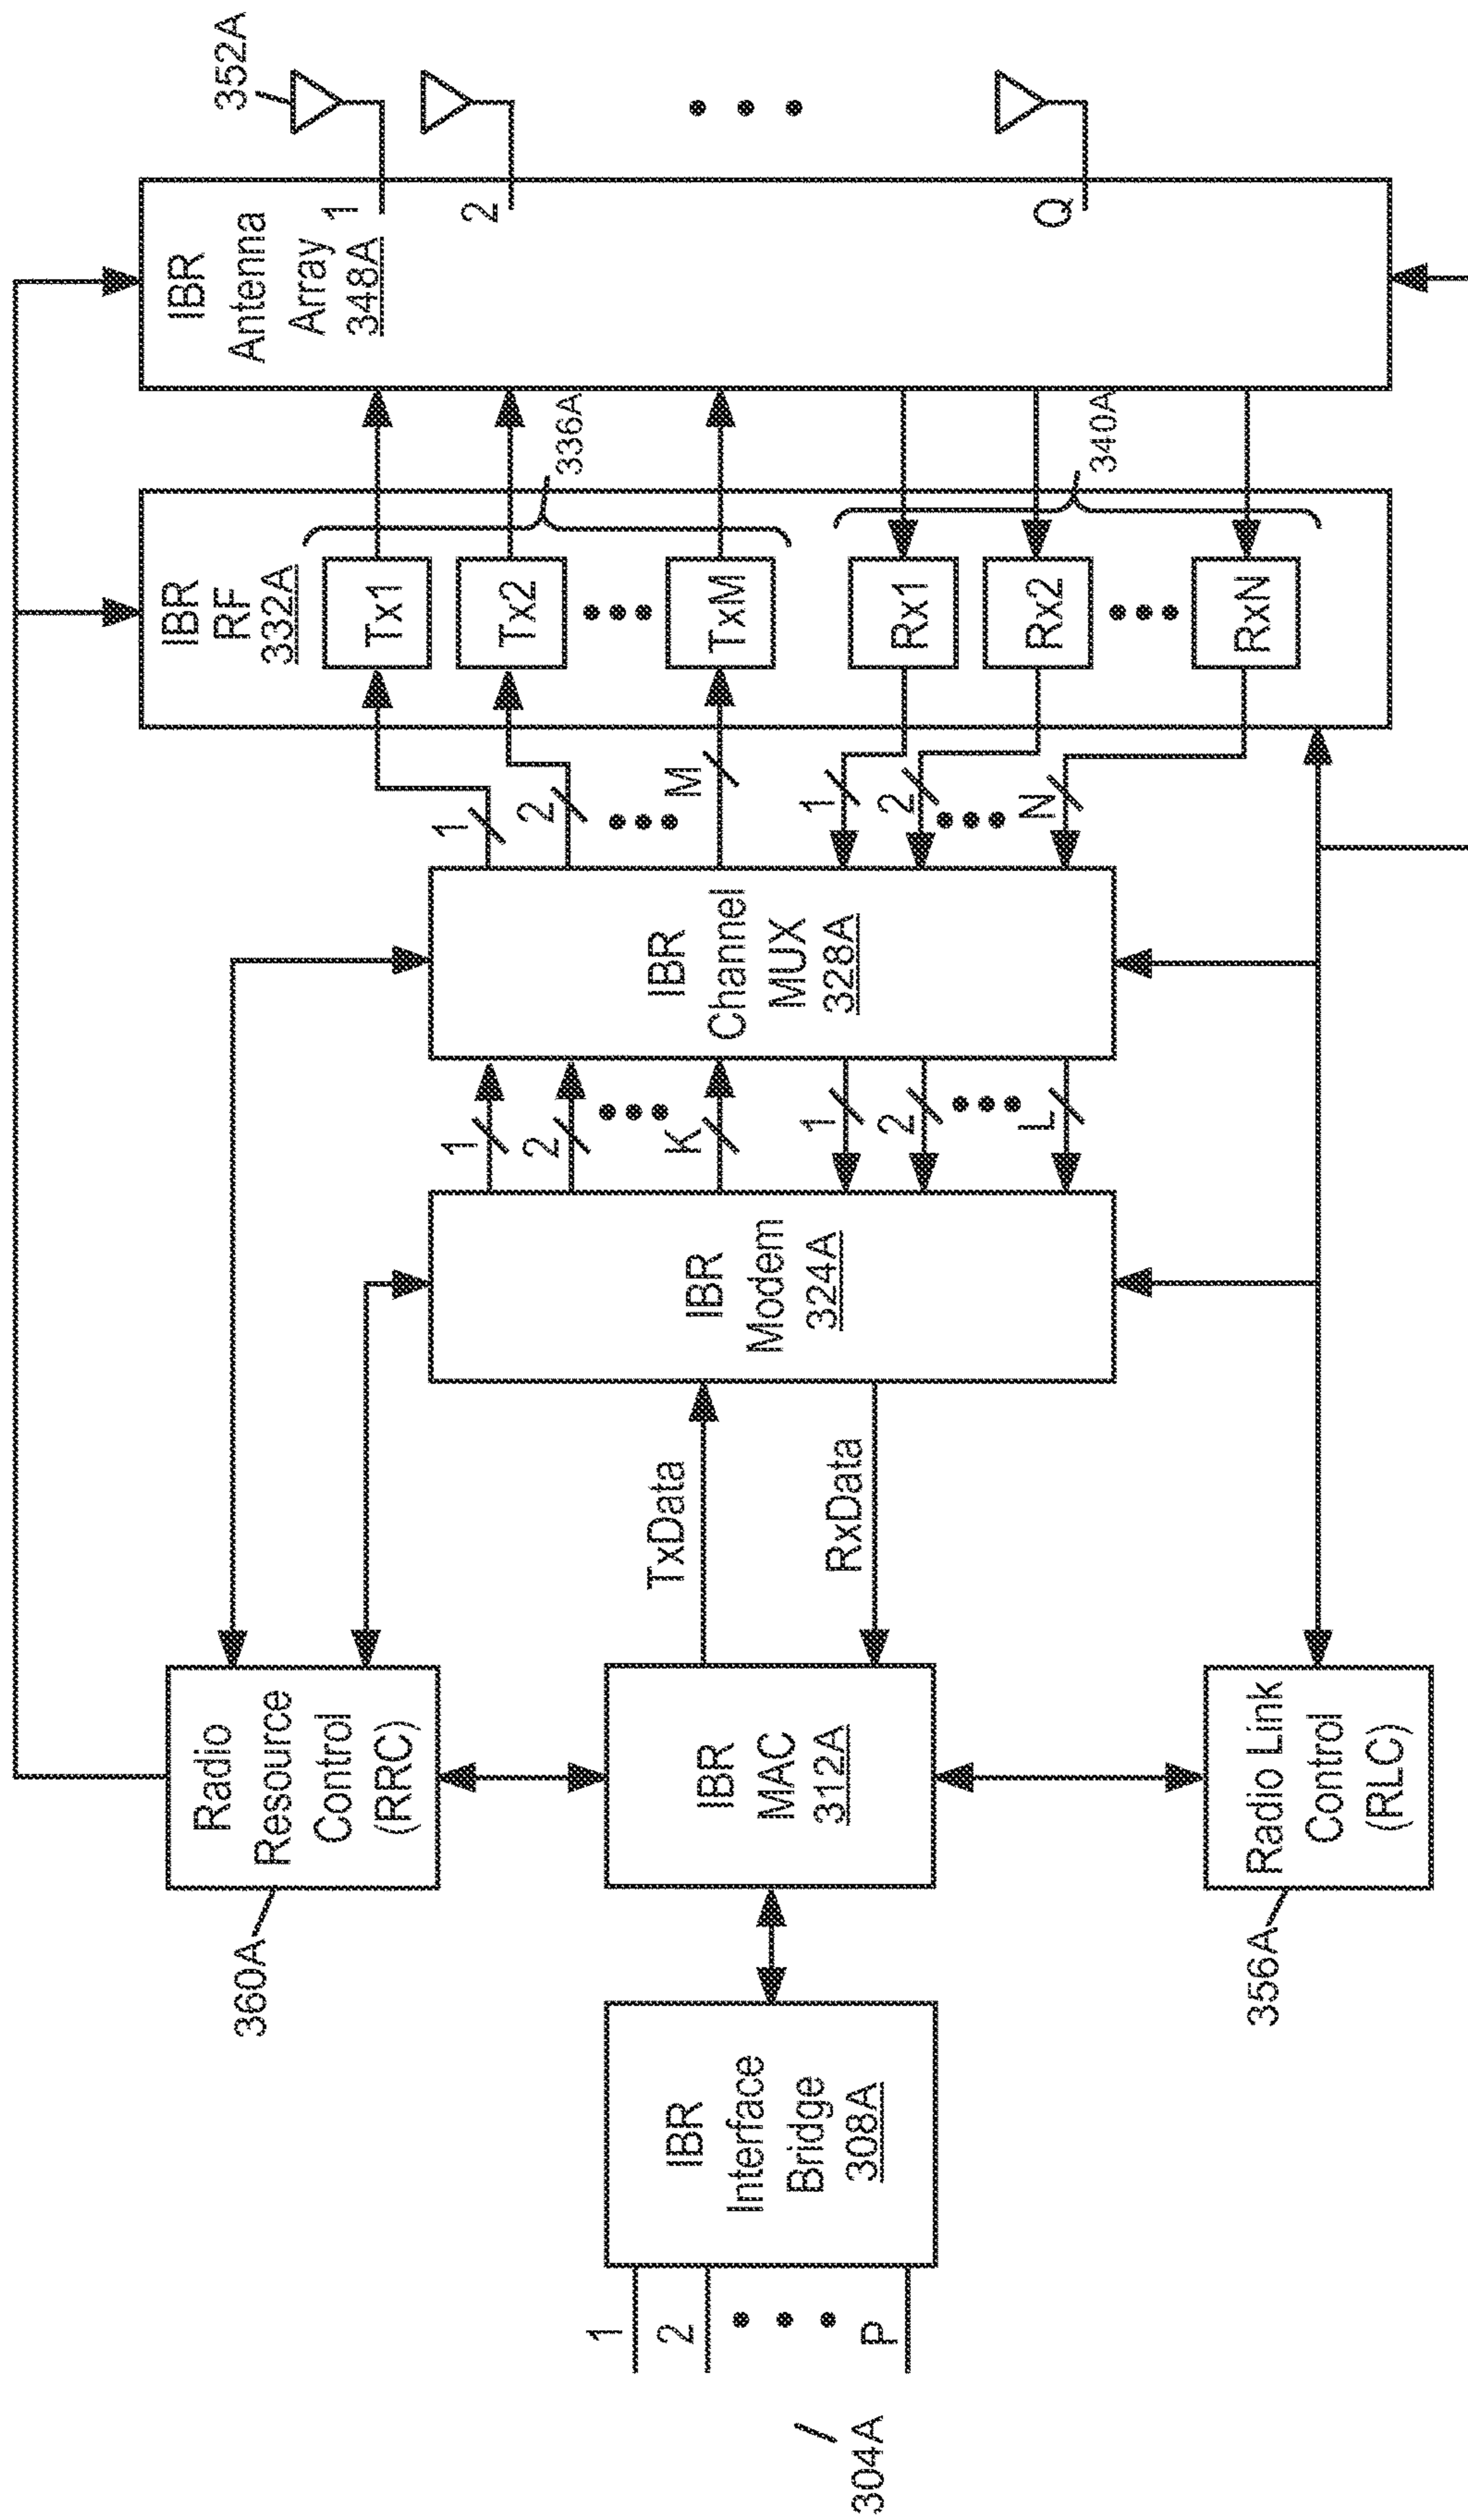 304A
1
2
P
IBR
Interface
Bridge
308A
360A
Radio
Resource
Control
(RRC)
IBR
MAC
312A
356A
Radio Link
Control
(RLC)
TxData
RxData
IBR
Modem
324A
1
2
K
1
2
L
IBR
Channel
MUX
328A
1
2
M
1
2
N
IBR
RF
332A
Tx1
Tx2
TxM
Rx1
Rx2
RxN
336A
340A
IBR
Antenna
Array
348A
1
2
Q
352A